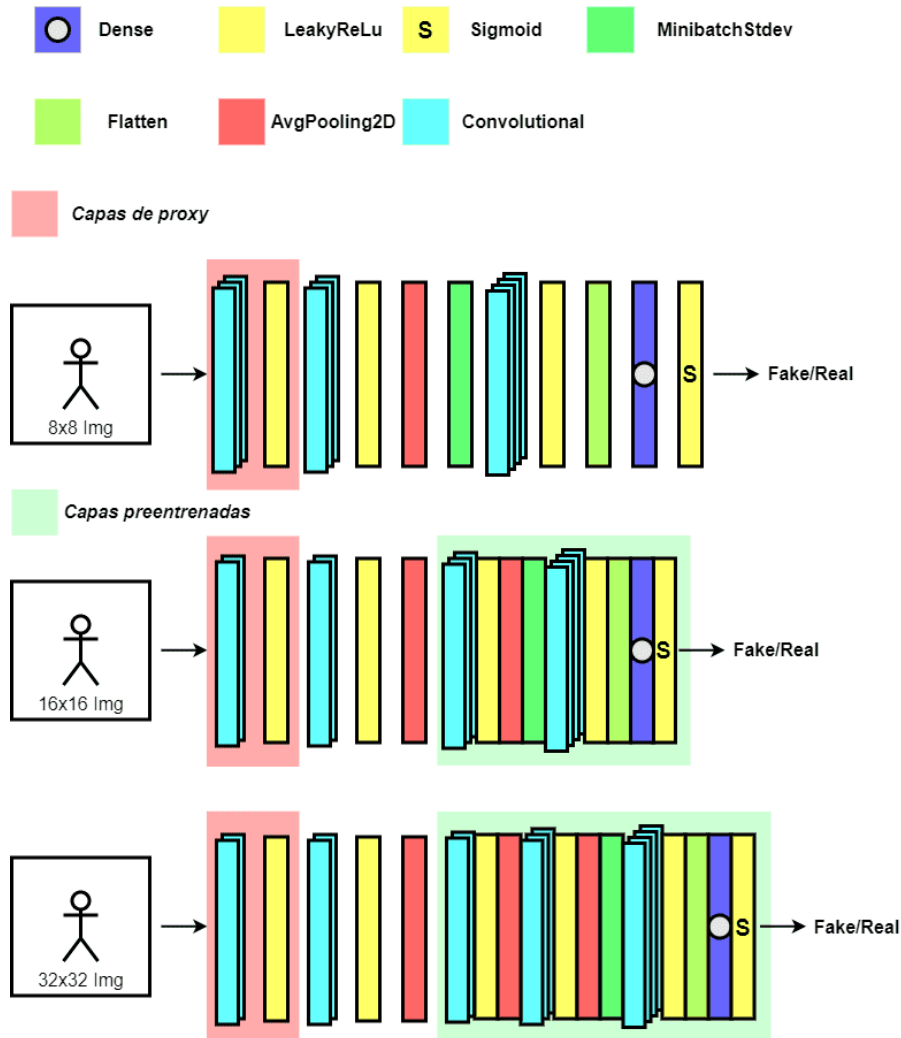 Dense LeakyReLu S Sigmoid MinibatchStdev
Flatten AvgPooling2D Convolutional
Capas de proxy
8x8 Img
S
Fake/Real
Capas preentrenadas
16x16 Img
S
Fake/Real
32x32 Img
S
Fake/Real